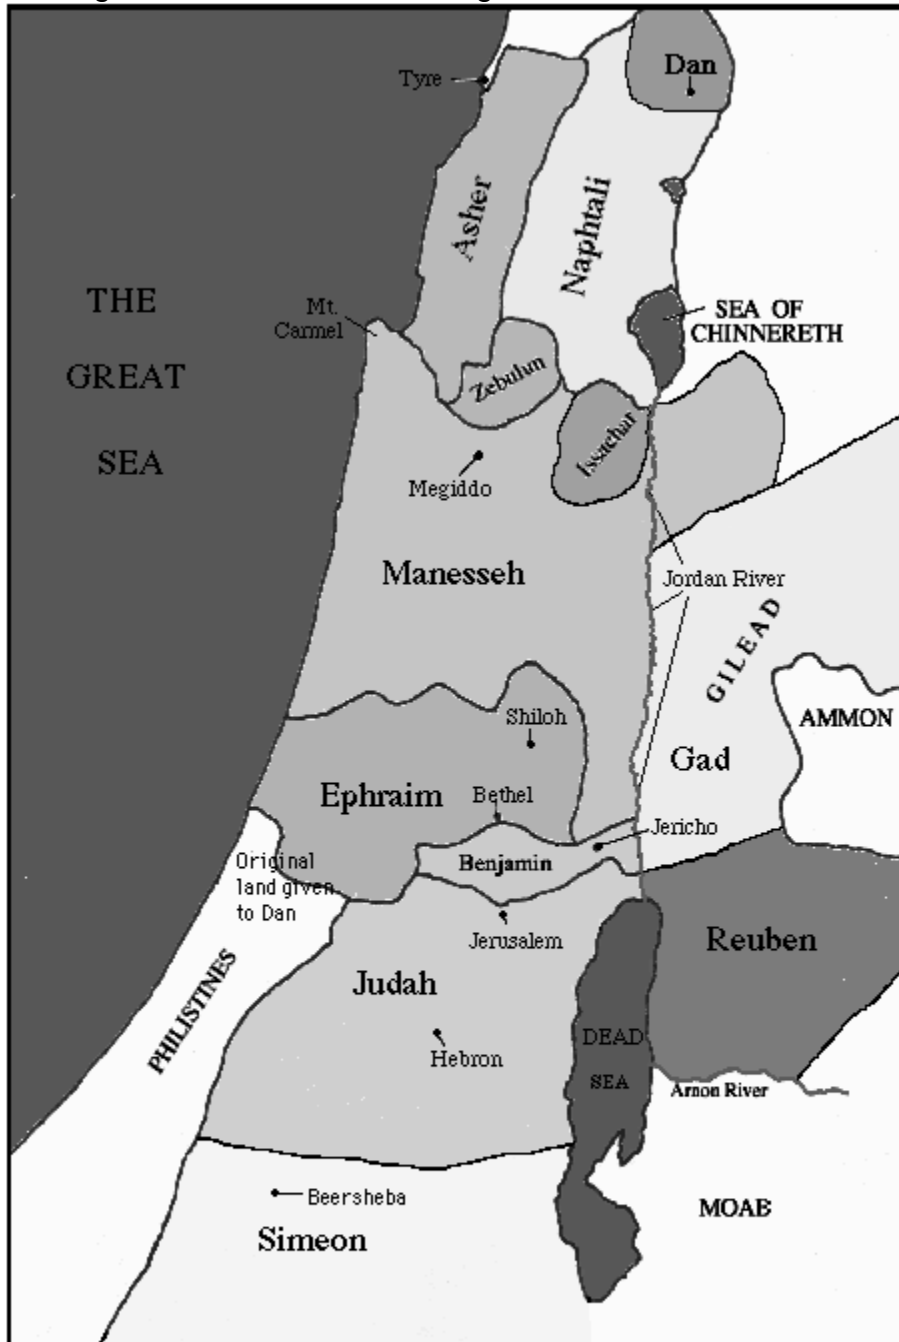 Tyre
Dan
Asher
Naphtali
THE
GREAT
SEA
Mt.
Carmel
SEA OF
CHINNERETH
Zebulun
Issachar
Megiddo
Manesseh
Jordan River
GILEAD
Shiloh
AMMON
Gad
Ephraim
Bethel
Jericho
Benjamin
Original
land given
to Dan
Jerusalem
Reuben
PHILISTINES
Judah
Hebron
DEAD
SEA
Arnon River
Beersheba
MOAB
Simeon